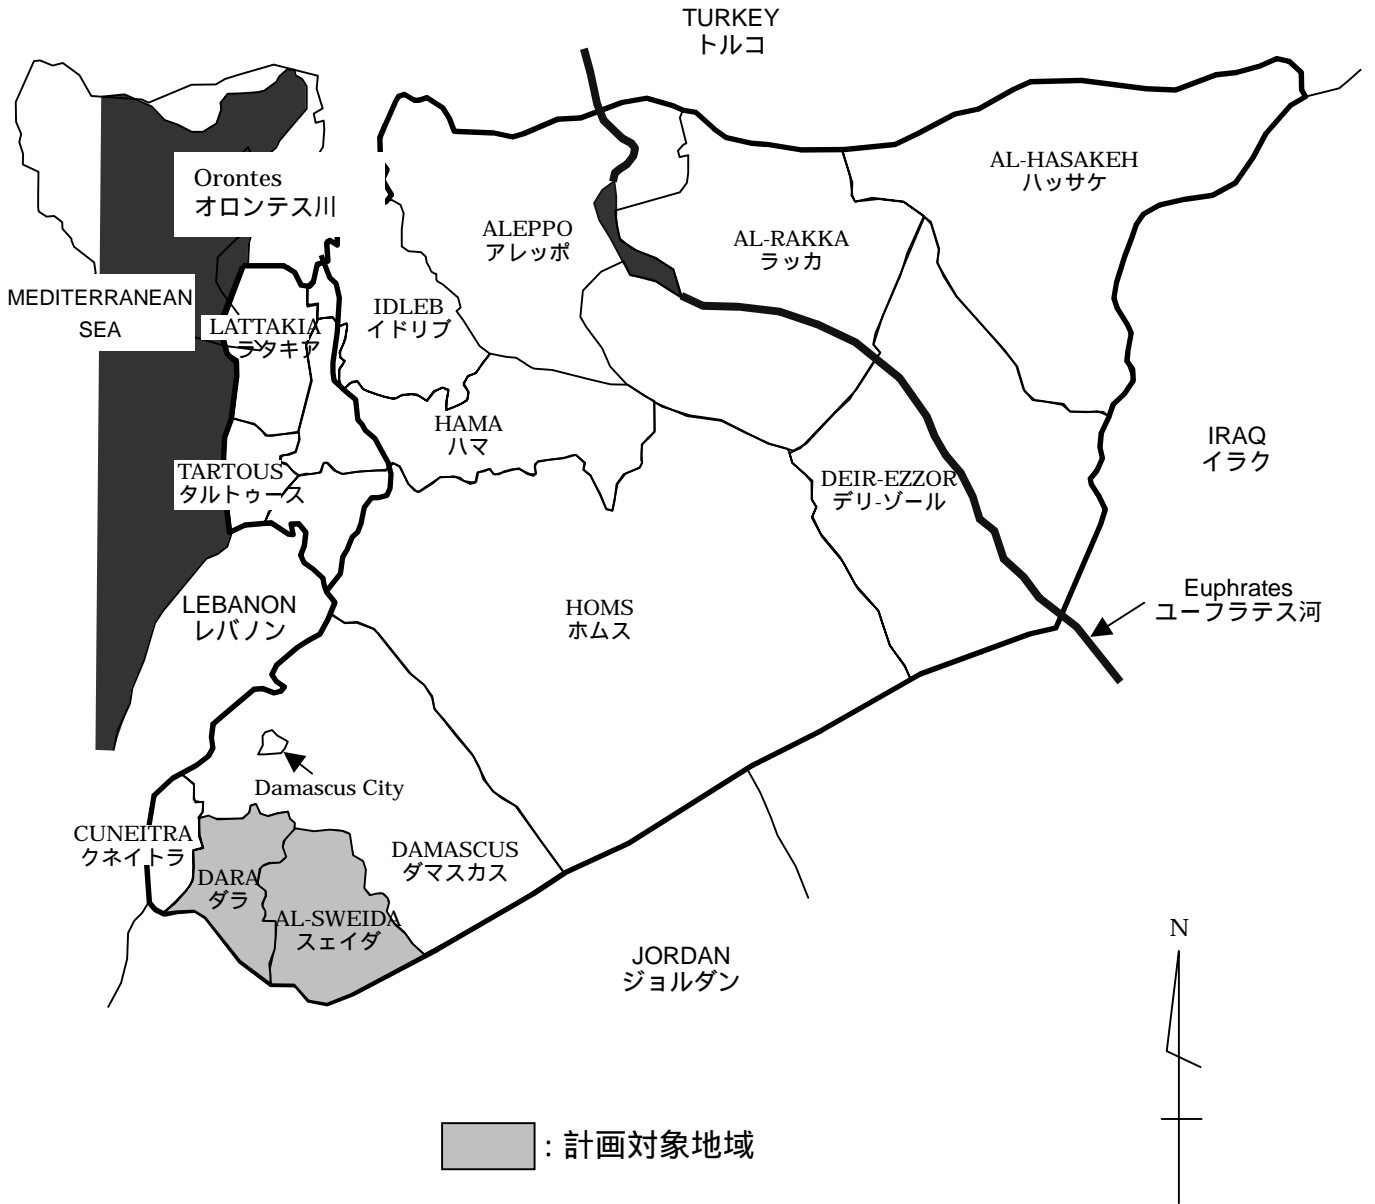 TURKEY
トルコ
AL-HASAKEH
ハッサケ
Orontes
オロンテス川
ALEPPO
アレッポ
AL-RAKKA
ラッカ
MEDITERRANEAN
SEA
IDLEB
イドリブ
LATTAKIA
ラタキア
HAMA
ハマ
IRAQ
イラク
TARTOUS
タルトゥース
DEIR-EZZOR
デリ-ゾール
Euphrates
ユーフラテス河
LEBANON
レバノン
HOMS
ホムス
Damascus City
CUNEITRA
クネイトラ
DAMASCUS
ダマスカス
DARA
ダラ
AL-SWEIDA
スェイダ
JORDAN
ジョルダン
N
: 計画対象地域